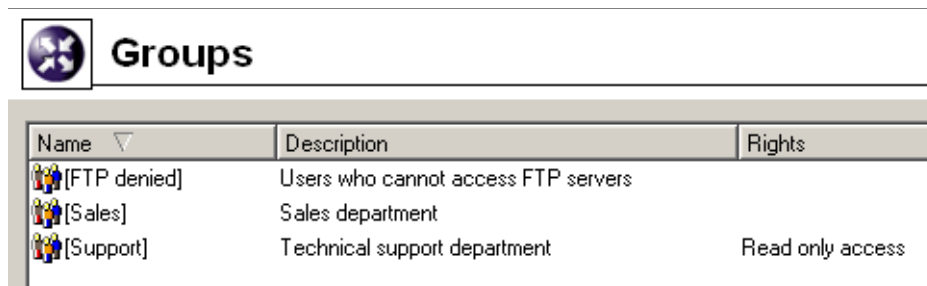 Groups
Name Description Rights
[FTP denied] Users who cannot access FTP servers
[Sales] Sales department
[Support] Technical support department Read only access